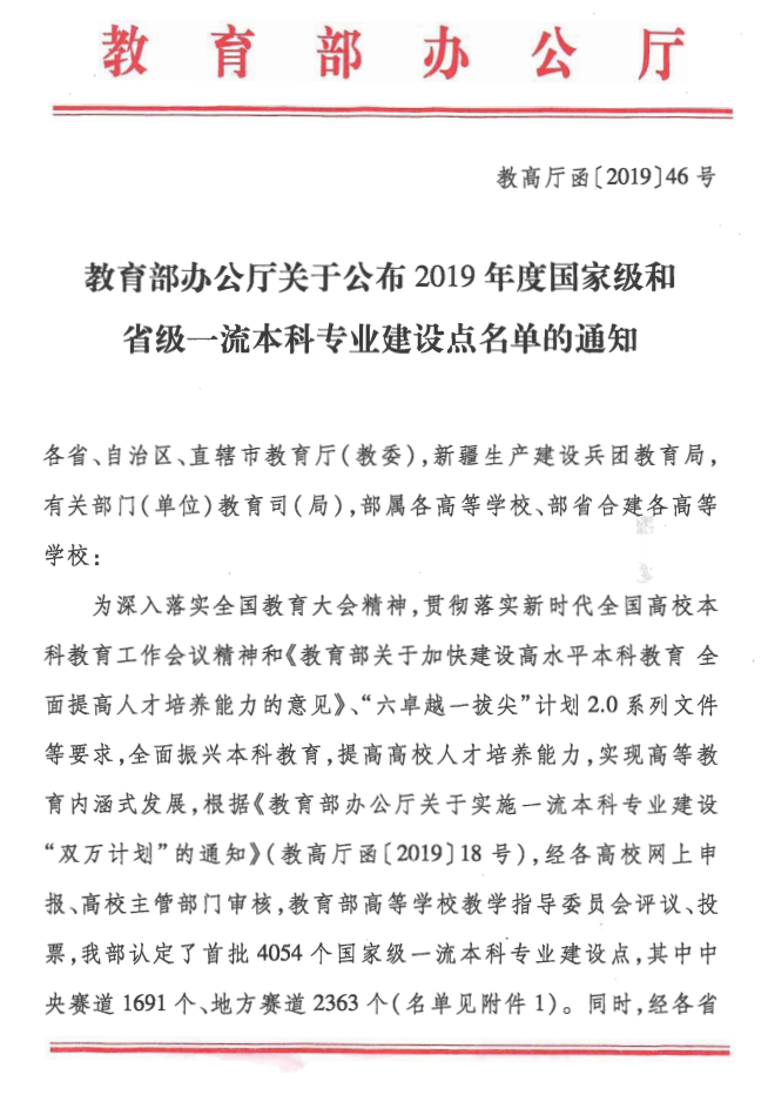 教育部办公厅
教高厅函〔2019〕46号
教育部办公厅关于公布2019年度国家级和
省级一流本科专业建设点名单的通知
各省、自治区、直辖市教育厅(教委),新疆生产建设兵团教育局,
有关部门(单位)教育司(局),部属各高等学校、部省合建各高等
学校:
为深入落实全国教育大会精神,贯彻落实新时代全国高校本
科教育工作会议精神和《教育部关于加快建设高水平本科教育 全
面提高人才培养能力的意见》、“六卓越一拔尖”计划2.0系列文件
等要求,全面振兴本科教育,提高高校人才培养能力,实现高等教
育内涵式发展,根据《教育部办公厅关于实施一流本科专业建设
“双万计划”的通知》(教高厅函〔2019〕18号),经各高校网上申
报、高校主管部门审核,教育部高等学校教学指导委员会评议、投
票,我部认定了首批4054个国家级一流本科专业建设点,其中中
央赛道1691个、地方赛道2363个(名单见附件1)。同时,经各省